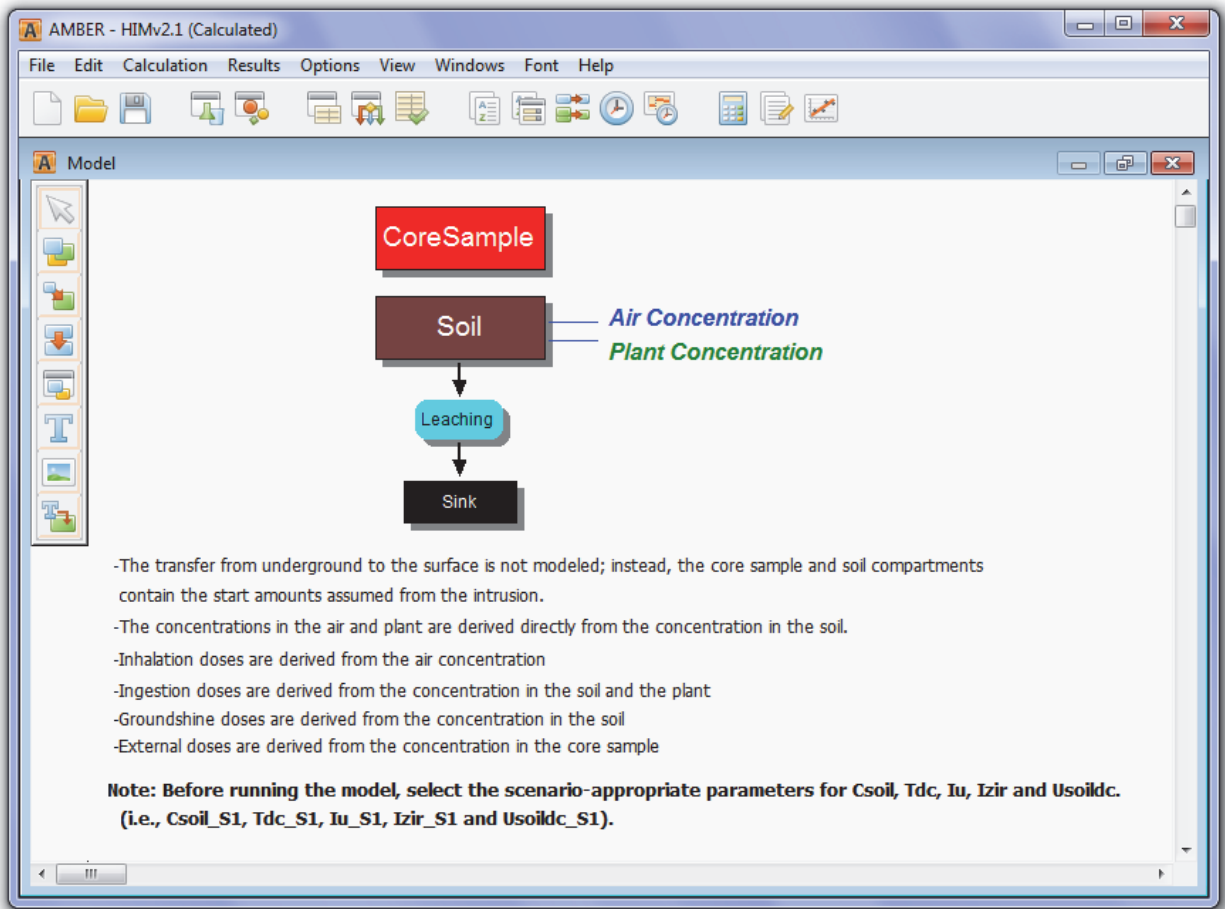 AMBER - HIMv2.1 (Calculated)
File Edit Calculation Results Options View Windows Font Help
Model
CoreSample
Soil
Air Concentration
Plant Concentration
Leaching
Sink
-The transfer from underground to the surface is not modeled; instead, the core sample and soil compartments
contain the start amounts assumed from the intrusion.
-The concentrations in the air and plant are derived directly from the concentration in the soil.
-Inhalation doses are derived from the air concentration
-Ingestion doses are derived from the concentration in the soil and the plant
-Groundshine doses are derived from the concentration in the soil
-External doses are derived from the concentration in the core sample
Note: Before running the model, select the scenario-appropriate parameters for Csoil, Tdc, Iu, Izir and Usoildc.
(i.e., Csoil_S1, Tdc_S1, Iu_S1, Izir_S1 and Usoildc_S1).